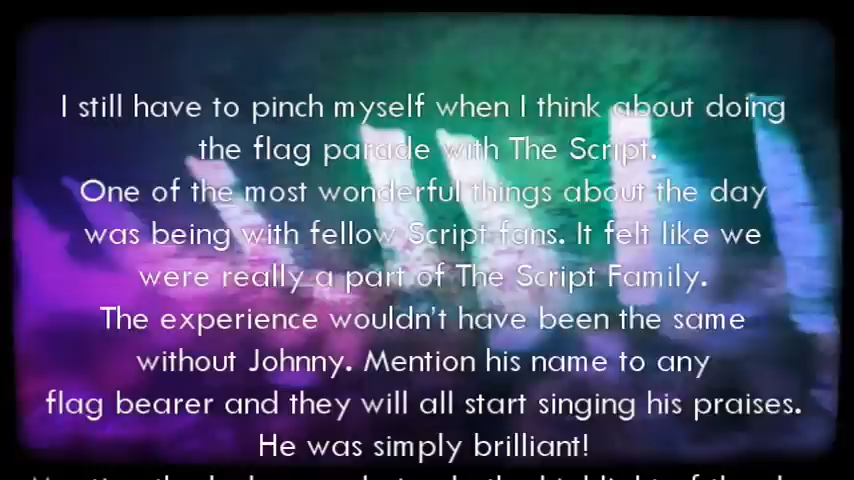 I still have to pinch myself when I think about doing
the flag parade with The Script.
One of the most wonderful things about the day
was being with fellow Script fans. It felt like we
were really a part of The Script Family.
The experience wouldn't have been the same
without Johnny. Mention his name to any
flag bearer and they will all start singing his praises.
He was simply brilliant!